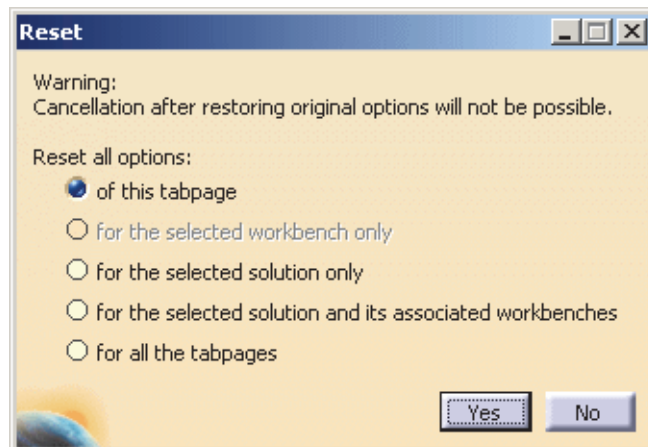 Reset
Warning:
Cancellation after restoring original options will not be possible.
Reset all options:
of this tabpage
for the selected workbench only
for the selected solution only
for the selected solution and its associated workbenches
for all the tabpages
Yes
No